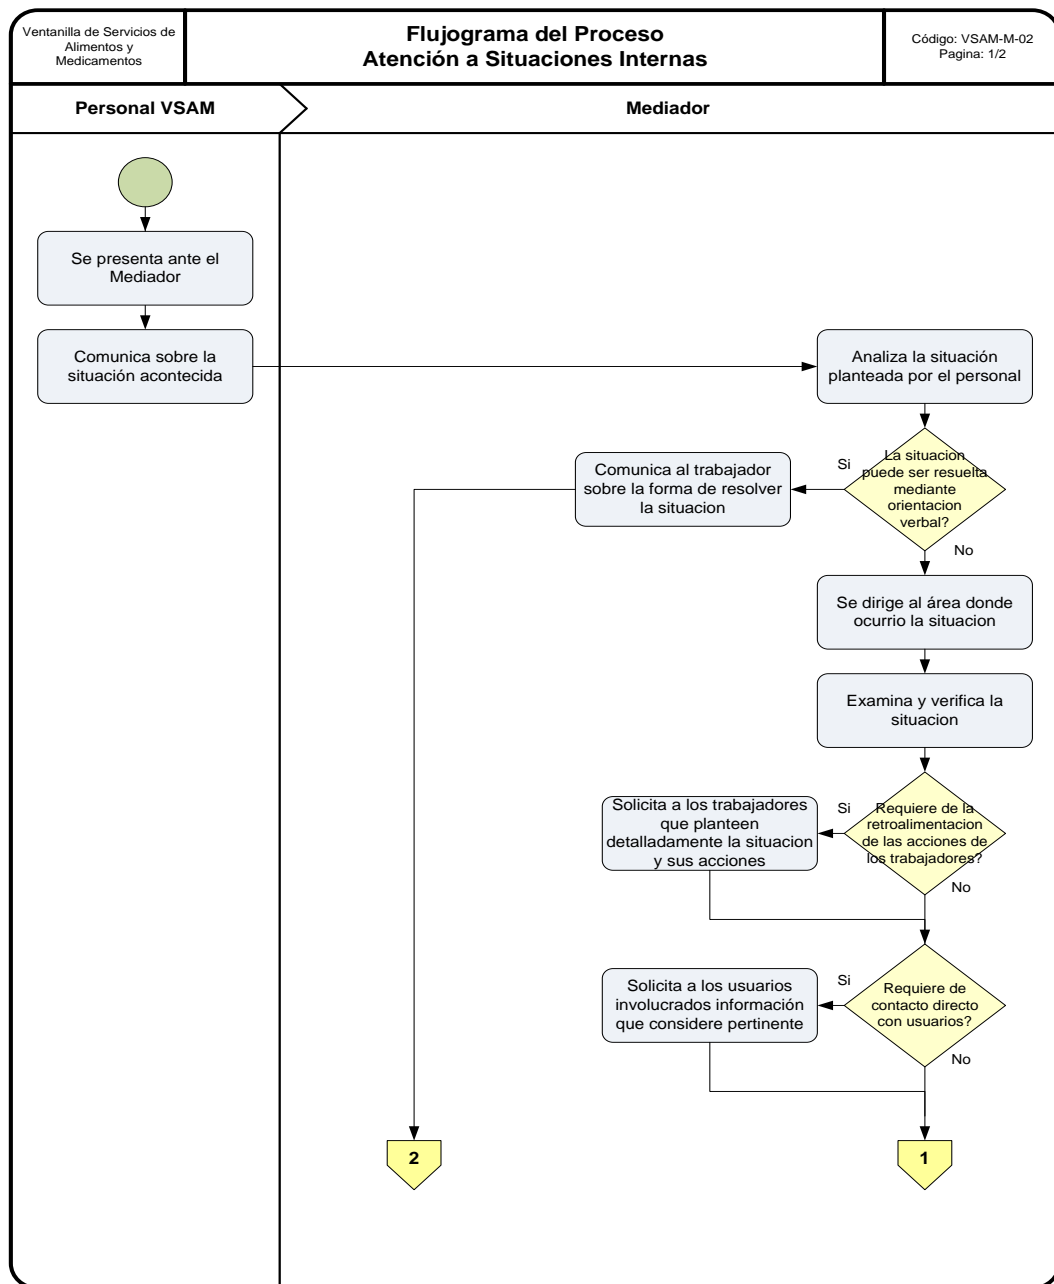 Ventanilla de Servicios de
Alimentos y
Medicamentos
Flujograma del Proceso
Atención a Situaciones Internas
Código: VSAM-M-02
Pagina: 1/2
Personal VSAM
Mediador
Se presenta ante el
Mediador
Comunica sobre la
situación acontecida
Analiza la situación
planteada por el personal
La situacion
puede ser resuelta
mediante
orientacion
verbal?
Si
Comunica al trabajador
sobre la forma de resolver
la situacion
No
Se dirige al área donde
ocurrio la situacion
Examina y verifica la
situacion
Requiere de la
retroalimentacion
de las acciones de
los trabajadores?
Si
Solicita a los trabajadores
que planteen
detalladamente la situacion
y sus acciones
No
Requiere de
contacto directo
con usuarios?
Si
Solicita a los usuarios
involucrados información
que considere pertinente
No
2
1